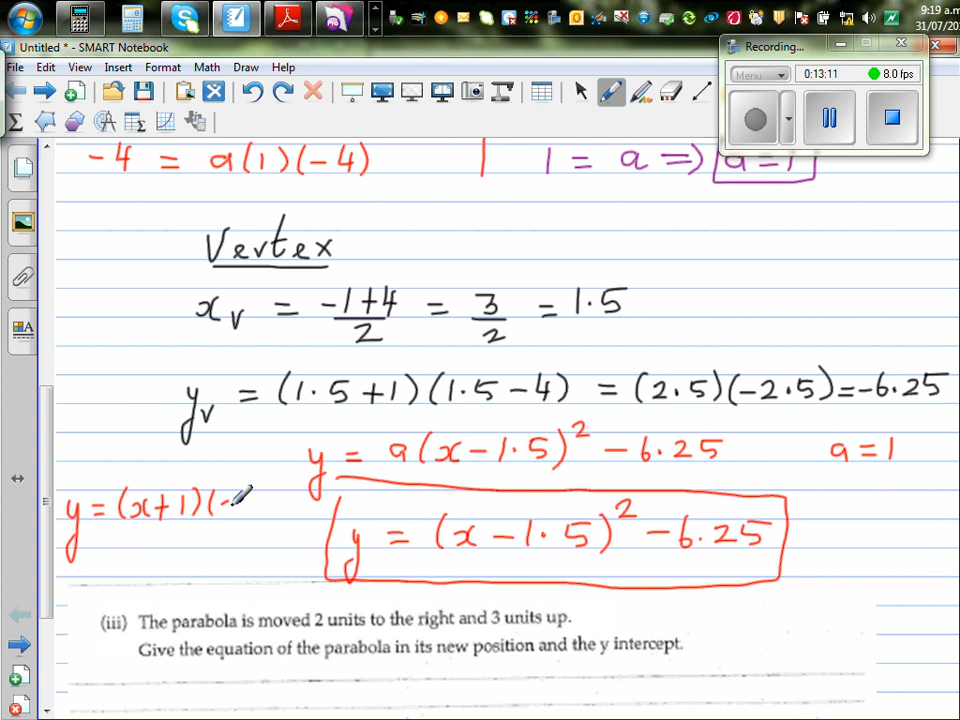 9:19 a.m
31/07/20
Untitled * - SMART Notebook
Recording...
File Edit View Insert Format Math Draw Help
Menu 0:13:11 8.0 fps
-4 = a(1)(-4) | 1 = a => a = 1
Vertex
xv = -1+4/2 = 3/2 = 1.5
yv = (1.5+1)(1.5-4) = (2.5)(-2.5) = -6.25
y = a(x-1.5)² - 6.25 a = 1
y = (x+1)(-
y = (x-1.5)² - 6.25
(iii) The parabola is moved 2 units to the right and 3 units up.
Give the equation of the parabola in its new position and the y intercept.